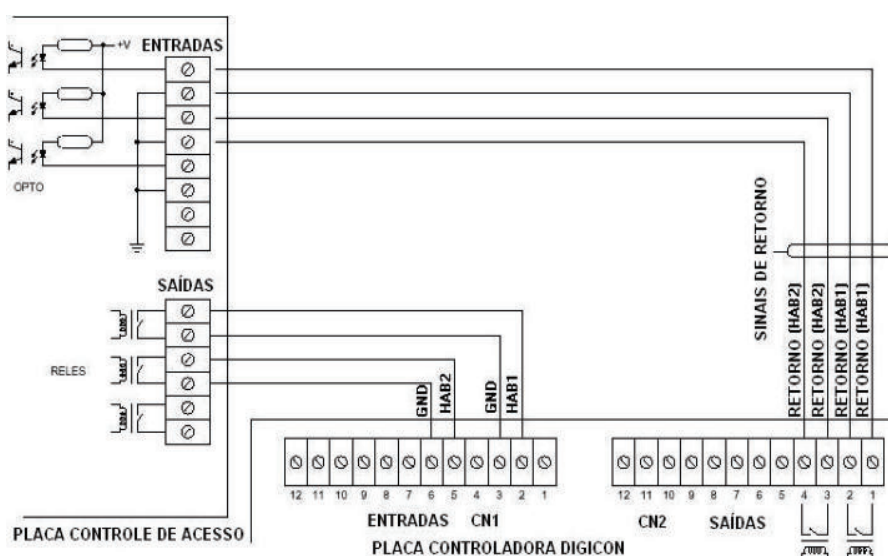 +V
ENTRADAS
OPTO
SAÍDAS
RELES
SINAIS DE RETORNO
RETORNO (HAB2)
RETORNO (HAB2)
RETORNO (HAB1)
RETORNO (HAB1)
GND
HAB2
GND
HAB1
12 11 10 9 8 7 6 5 4 3 2 1
12 11 10 9 8 7 6 5 4 3 2 1
ENTRADAS CN1
CN2 SAÍDAS
PLACA CONTROLE DE ACESSO
PLACA CONTROLADORA DIGICON